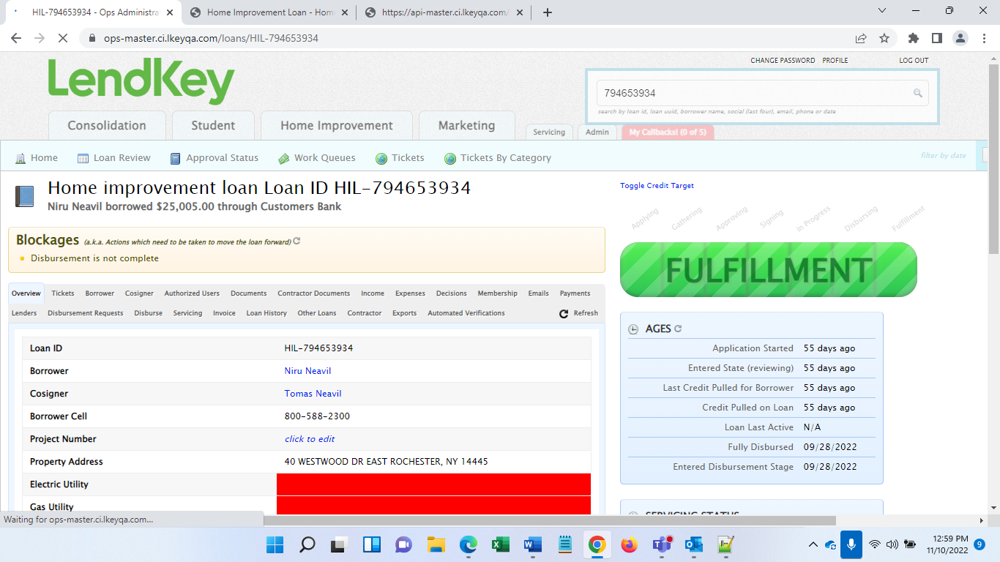 HIL-794653934 - Ops Administra
Home Improvement Loan - Hom
https://api-master.ci.lkeyqa.com/
ops-master.ci.lkeyqa.com/loans/HIL-794653934
CHANGE PASSWORD PROFILE LOG OUT
LendKey
794653934
search by loan id, loan uuid, borrower name, social (last four), email, phone or date
Consolidation Student Home Improvement Marketing Servicing Admin My Callbacks! (0 of 5)
Home Loan Review Approval Status Work Queues Tickets Tickets By Category filter by date
Home improvement loan Loan ID HIL-794653934
Niru Neavil borrowed $25,005.00 through Customers Bank
Toggle Credit Target
Blockages (a.k.a. Actions which need to be taken to move the loan forward)
Disbursement is not complete
Applying Gathering Approving Signing In Progress Disbursing Fulfillment
FULFILLMENT
Overview Tickets Borrower Cosigner Authorized Users Documents Contractor Documents Income Expenses Decisions Membership Emails Payments
Lenders Disbursement Requests Disburse Servicing Invoice Loan History Other Loans Contractor Exports Automated Verifications Refresh
Loan ID HIL-794653934
Borrower Niru Neavil
Cosigner Tomas Neavil
Borrower Cell 800-588-2300
Project Number click to edit
Property Address 40 WESTWOOD DR EAST ROCHESTER, NY 14445
Electric Utility
Gas Utility
AGES
Application Started 55 days ago
Entered State (reviewing) 55 days ago
Last Credit Pulled for Borrower 55 days ago
Credit Pulled on Loan 55 days ago
Loan Last Active N/A
Fully Disbursed 09/28/2022
Entered Disbursement Stage 09/28/2022
SERVICING STATUS
Waiting for ops-master.ci.lkeyqa.com...
12:59 PM
11/10/2022
9